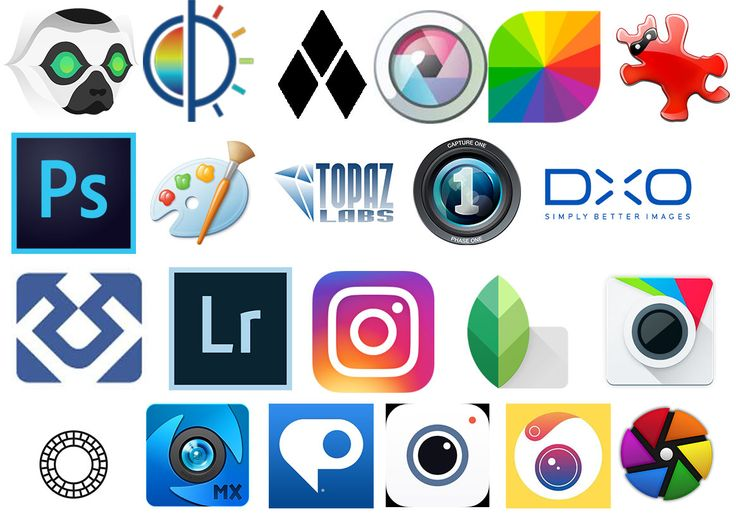 Ps
TOPAZ
LABS
CAPTURE ONE
1
PHASE ONE
DXO
SIMPLY BETTER IMAGES
Lr
MX